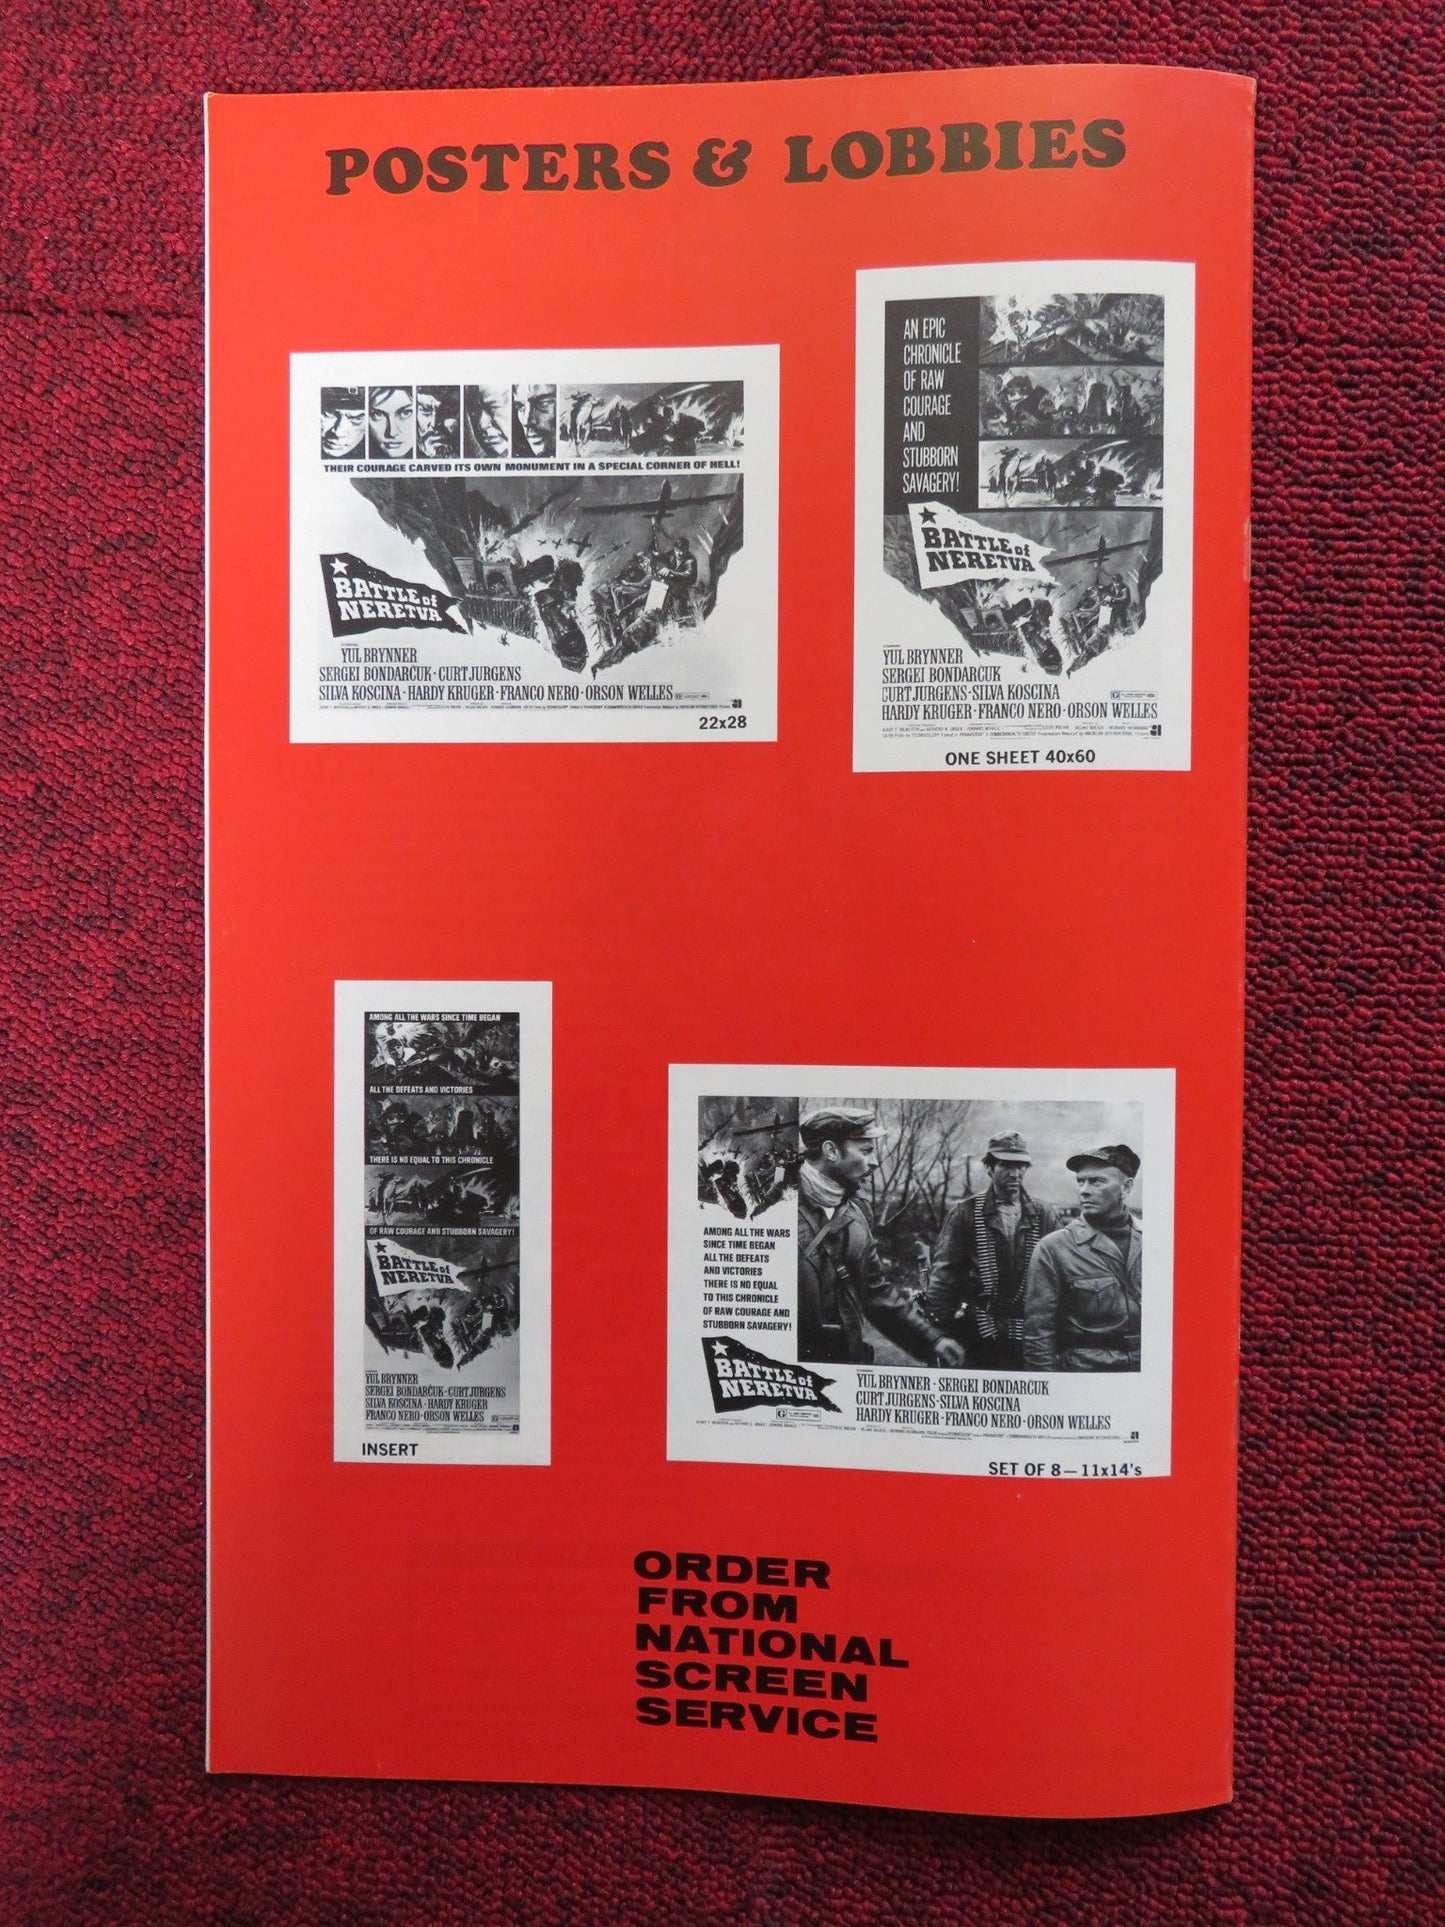 POSTERS & LOBBIES
THEIR COURAGE CARVED ITS OWN MONUMENT IN A SPECIAL CORNER OF HELL!
BATTLE of
NERETVA
STARRING
YUL BRYNNER
SERGEI BONDARČUK · CURT JURGENS
SILVA KOSCINA · HARDY KRUGER · FRANCO NERO · ORSON WELLES
G
22x28
AN EPIC
CHRONICLE
OF RAW
COURAGE
AND
STUBBORN
SAVAGERY!
BATTLE of
NERETVA
STARRING
YUL BRYNNER
SERGEI BONDARČUK
CURT JURGENS · SILVA KOSCINA
HARDY KRUGER · FRANCO NERO · ORSON WELLES
G
ONE SHEET 40x60
AMONG ALL THE WARS SINCE TIME BEGAN
ALL THE DEFEATS AND VICTORIES
THERE IS NO EQUAL TO THIS CHRONICLE
OF RAW COURAGE AND STUBBORN SAVAGERY!
BATTLE of
NERETVA
YUL BRYNNER
SERGEI BONDARČUK · CURT JURGENS
SILVA KOSCINA · HARDY KRUGER
FRANCO NERO · ORSON WELLES
G
INSERT
AMONG ALL THE WARS
SINCE TIME BEGAN
ALL THE DEFEATS
AND VICTORIES
THERE IS NO EQUAL
TO THIS CHRONICLE
OF RAW COURAGE AND
STUBBORN SAVAGERY!
BATTLE of
NERETVA
STARRING
YUL BRYNNER · SERGEI BONDARČUK
CURT JURGENS · SILVA KOSCINA
HARDY KRUGER · FRANCO NERO · ORSON WELLES
G
SET OF 8—11x14's
ORDER
FROM
NATIONAL
SCREEN
SERVICE